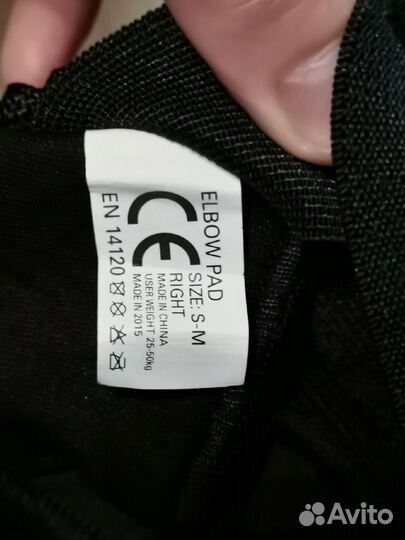 ELBOW PAD
SIZE: S-M
RIGHT
CE
MADE IN CHINA
USER WEIGHT 25-50kg
MADE IN 2015
EN 14120
Avito